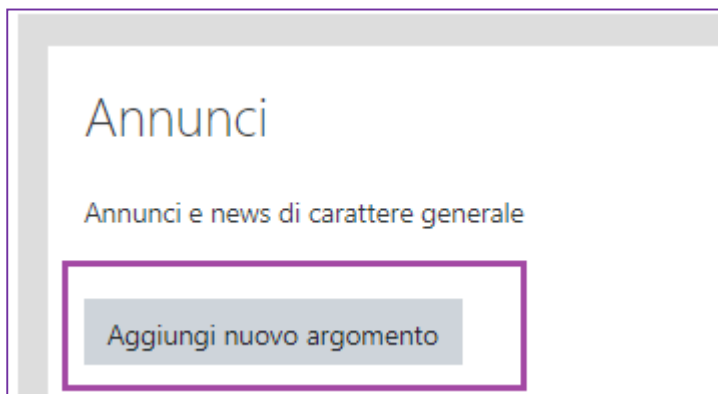 Annunci
Annunci e news di carattere generale
Aggiungi nuovo argomento